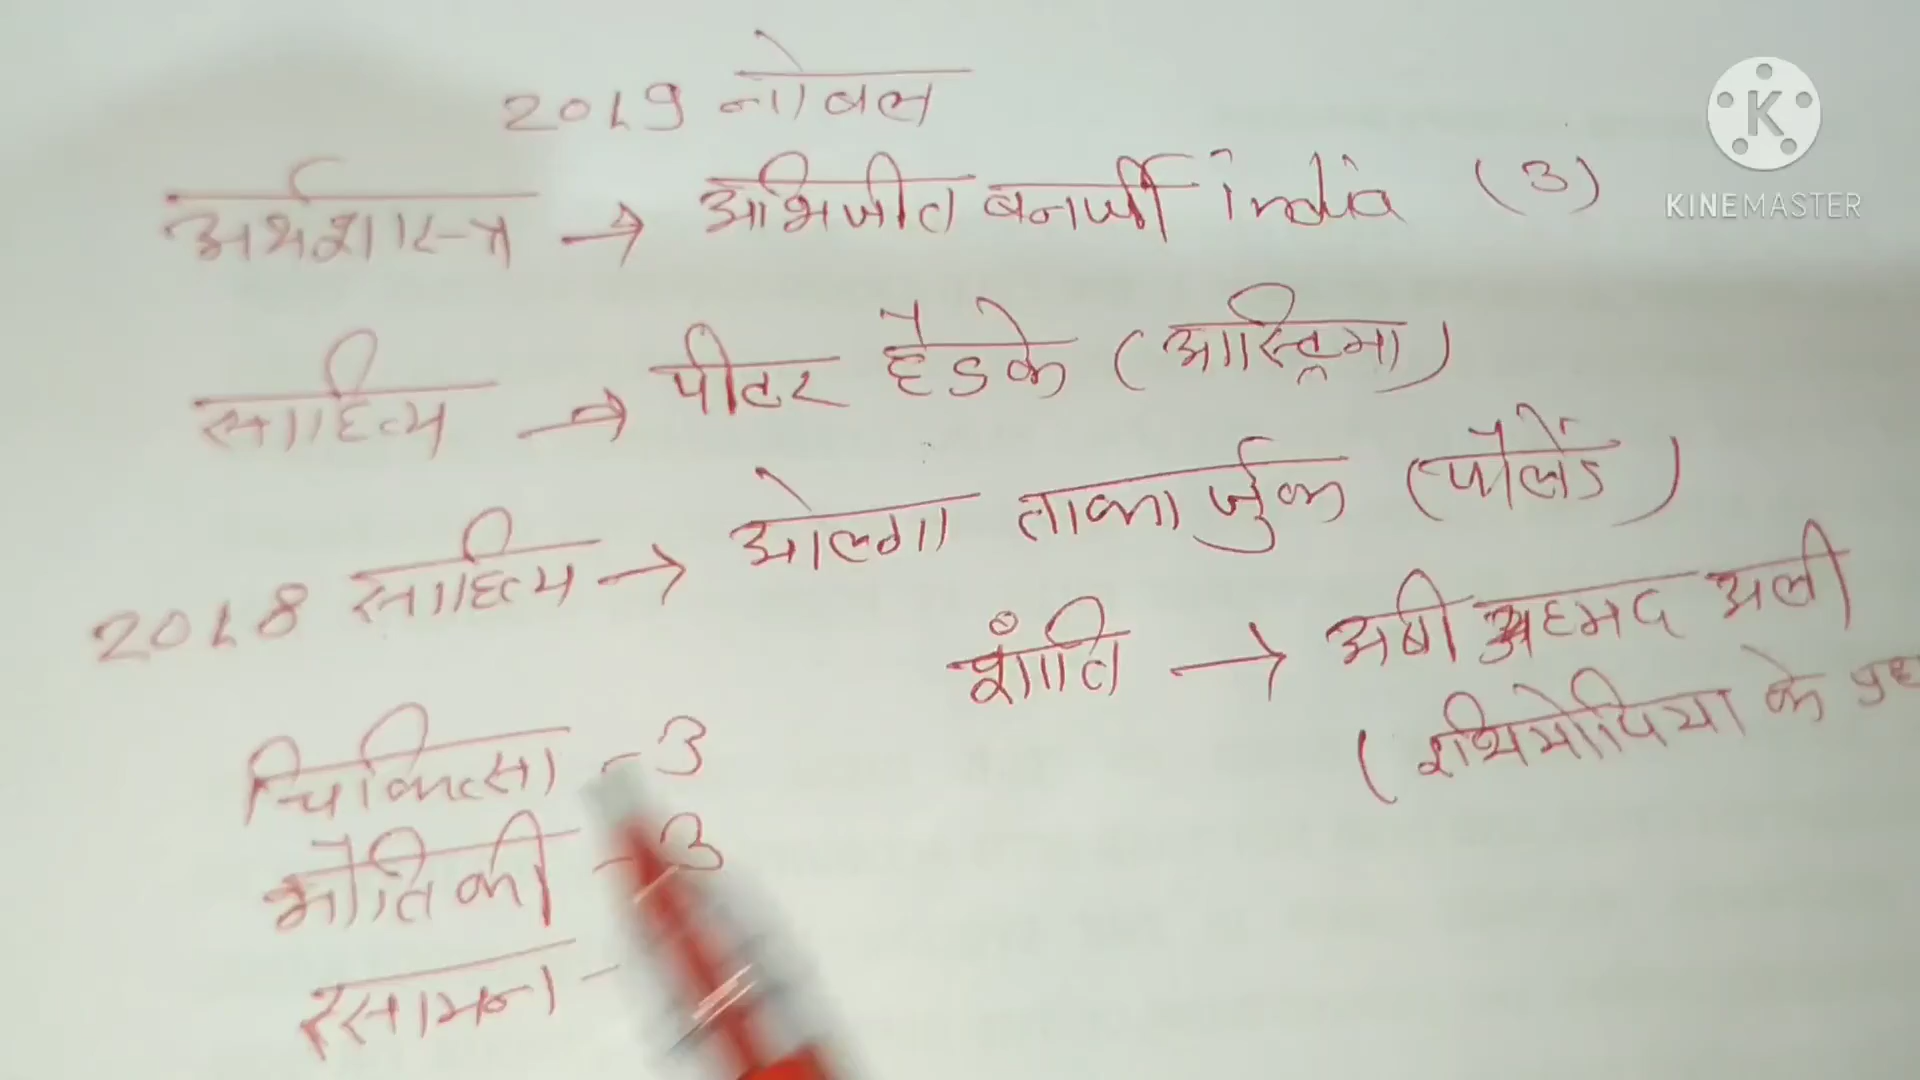 2019 नोबल
अर्थशास्त्र → अभिजीत बनर्जी india (3)
साहित्य → पीटर हैंडके (आस्ट्रिया)
2018 साहित्य → ओल्गा ताकार्जुक (पौलेंड)
शांति → अबी अहमद अली
(इथियोपिया के
चिकित्सा - 3
भौतिकी - 3
रसायन -
K
KINEMASTER